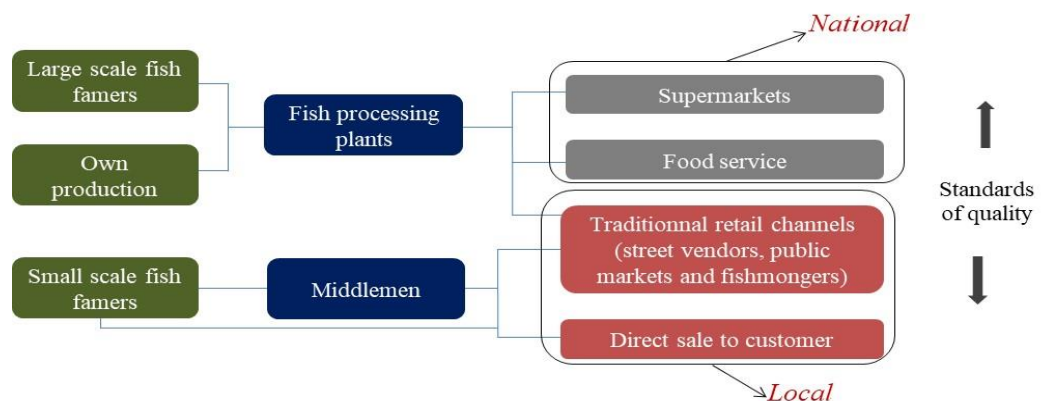 National
Large scale fish
famers
Supermarkets
Fish processing
plants
Food service
Own
production
Standards
of quality
Traditionnal retail channels
(street vendors, public
markets and fishmongers)
Small scale fish
famers
Middlemen
Direct sale to customer
Local